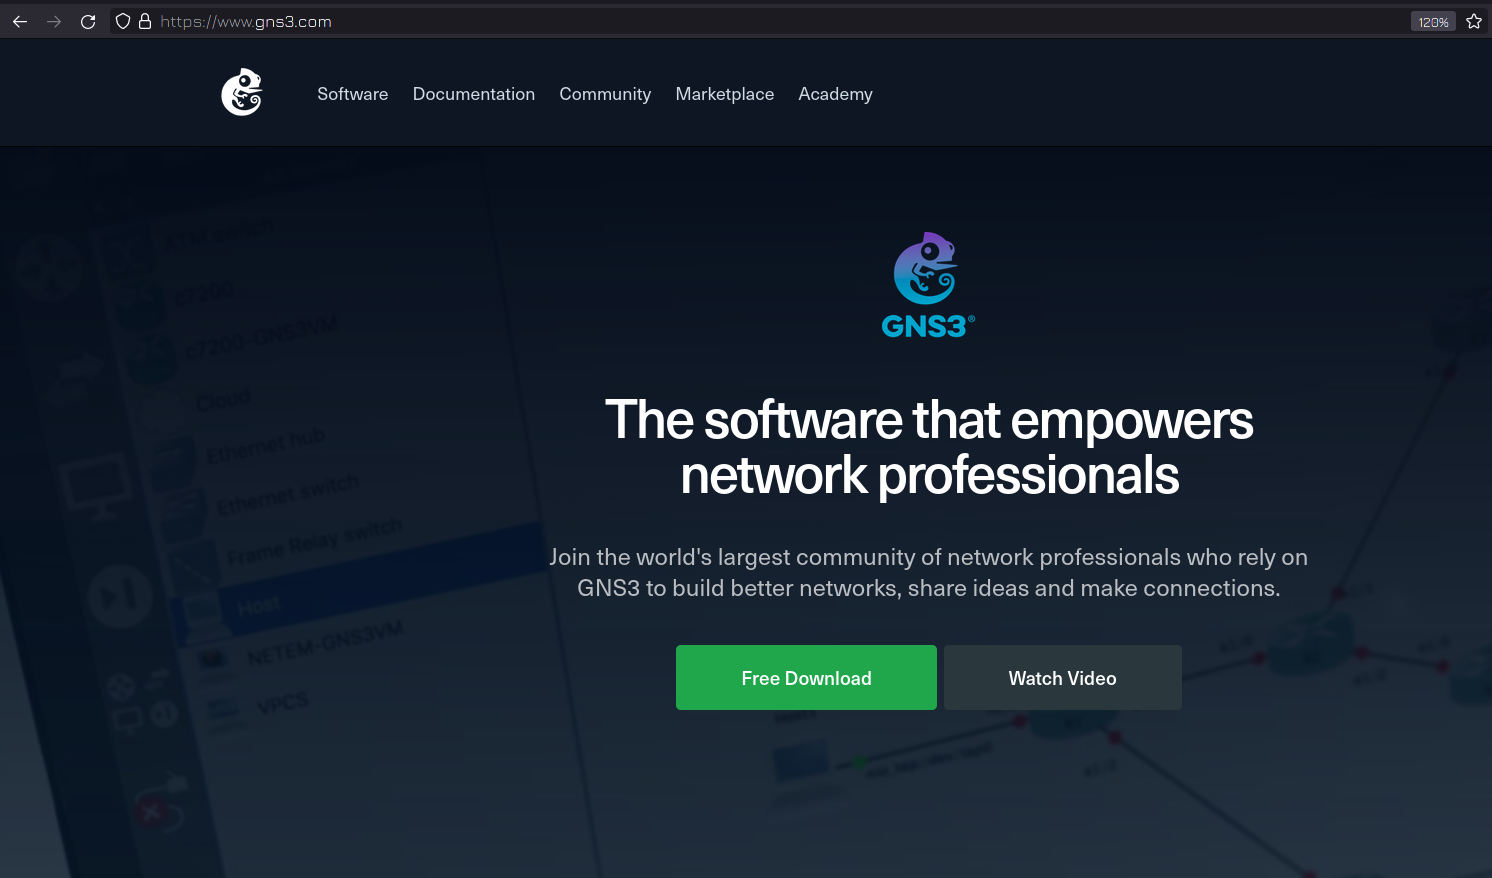 https://www.gns3.com
120%
Software
Documentation
Community
Marketplace
Academy
ATM switch
c7200
c7200-GNS3VM
Cloud
Ethernet hub
Ethernet switch
Frame Relay switch
Host
NETEM-GNS3VM
VPCS
GNS3®
The software that empowers
network professionals
Join the world's largest community of network professionals who rely on
GNS3 to build better networks, share ideas and make connections.
Free Download
Watch Video